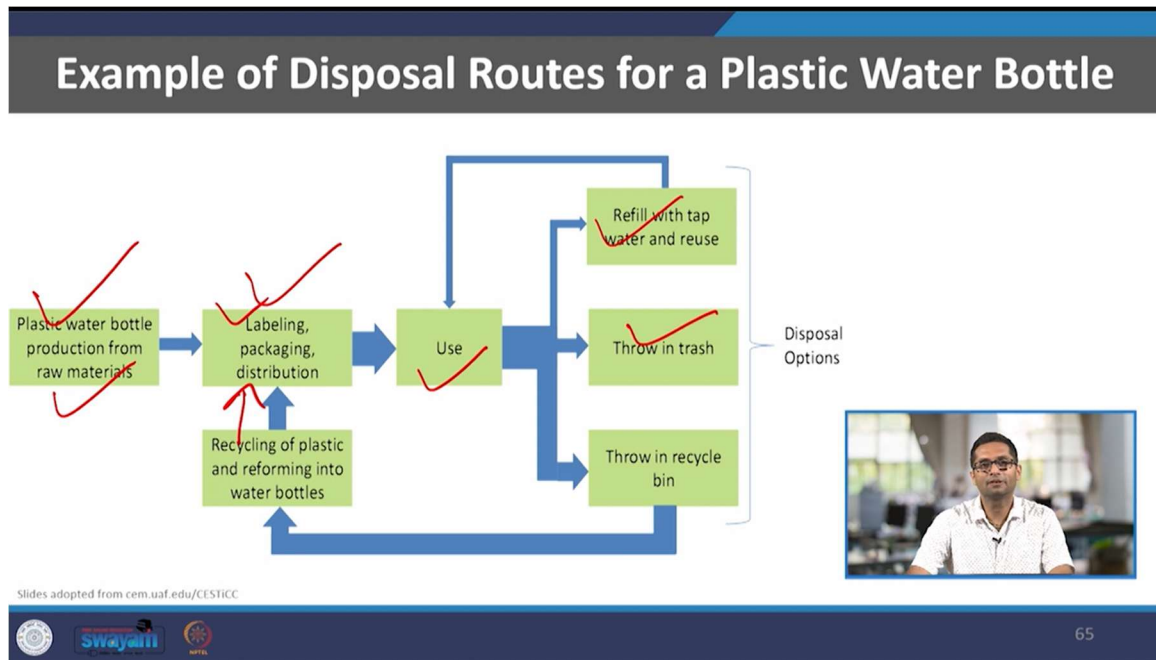 Example of Disposal Routes for a Plastic Water Bottle
Refill with tap
water and reuse
Plastic water bottle
production from
raw materials
Labeling,
packaging,
distribution
Use
Throw in trash
Disposal
Options
Recycling of plastic
and reforming into
water bottles
Throw in recycle
bin
Slides adopted from cem.uaf.edu/CESTiCC
swayam
NPTEL
65